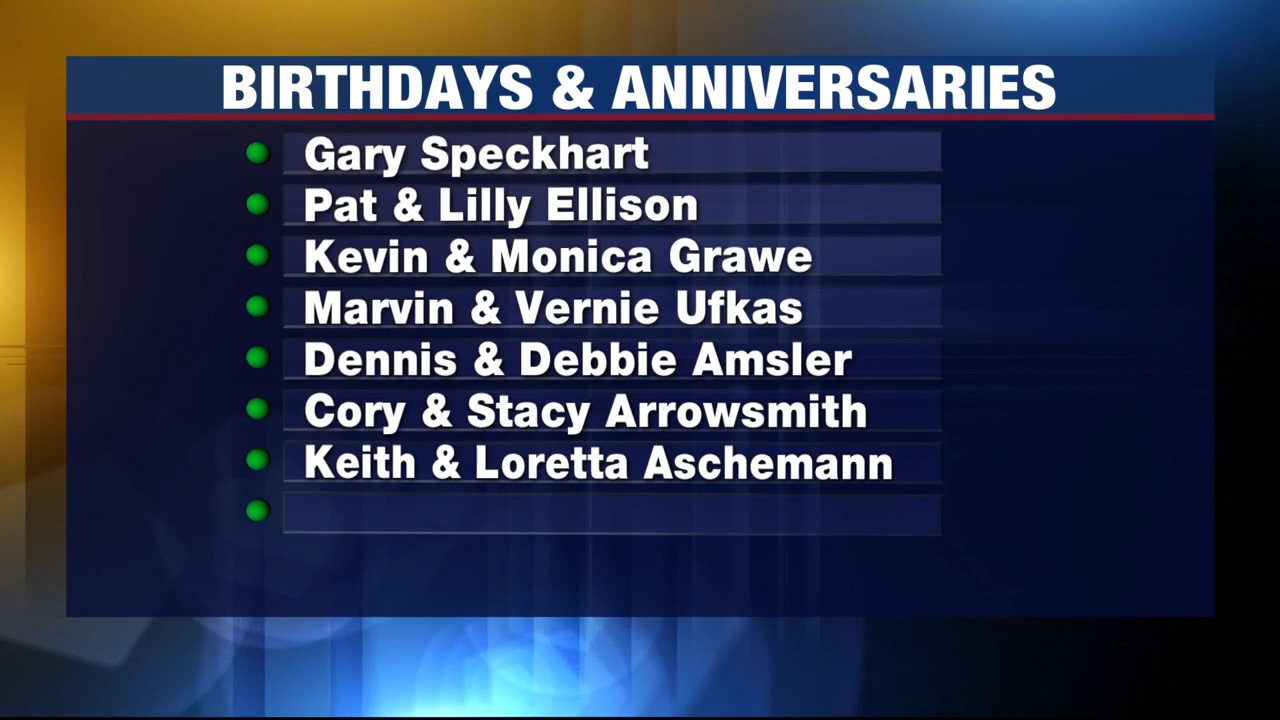 BIRTHDAYS & ANNIVERSARIES
Gary Speckhart
Pat & Lilly Ellison
Kevin & Monica Grawe
Marvin & Vernie Ufkas
Dennis & Debbie Amsler
Cory & Stacy Arrowsmith
Keith & Loretta Aschemann